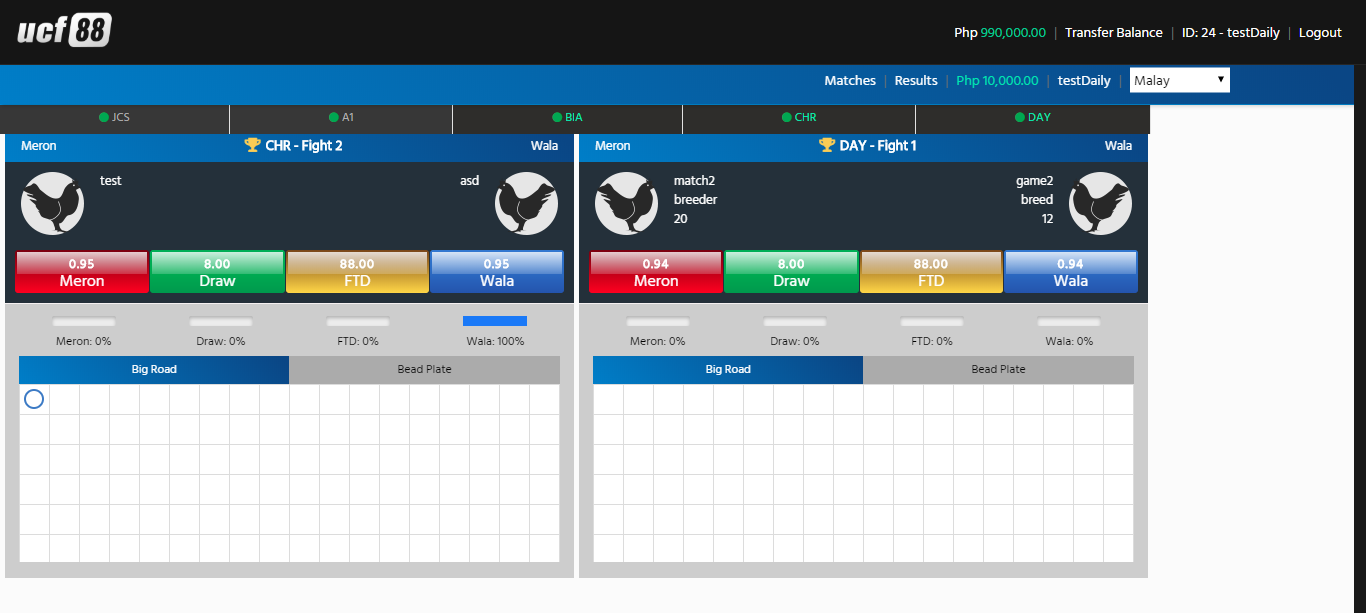 ucf 88
Php 990,000.00 | Transfer Balance | ID: 24 - testDaily | Logout
Matches | Results | Php 10,000.00 | testDaily | Malay
JCS A1 BIA CHR DAY
Meron CHR - Fight 2 Wala
test asd
0.95 8.00 88.00 0.95
Meron Draw FTD Wala
Meron: 0% Draw: 0% FTD: 0% Wala: 100%
Big Road Bead Plate
Meron DAY - Fight 1 Wala
match2 game2
breeder breed
20 12
0.94 8.00 88.00 0.94
Meron Draw FTD Wala
Meron: 0% Draw: 0% FTD: 0% Wala: 0%
Big Road Bead Plate